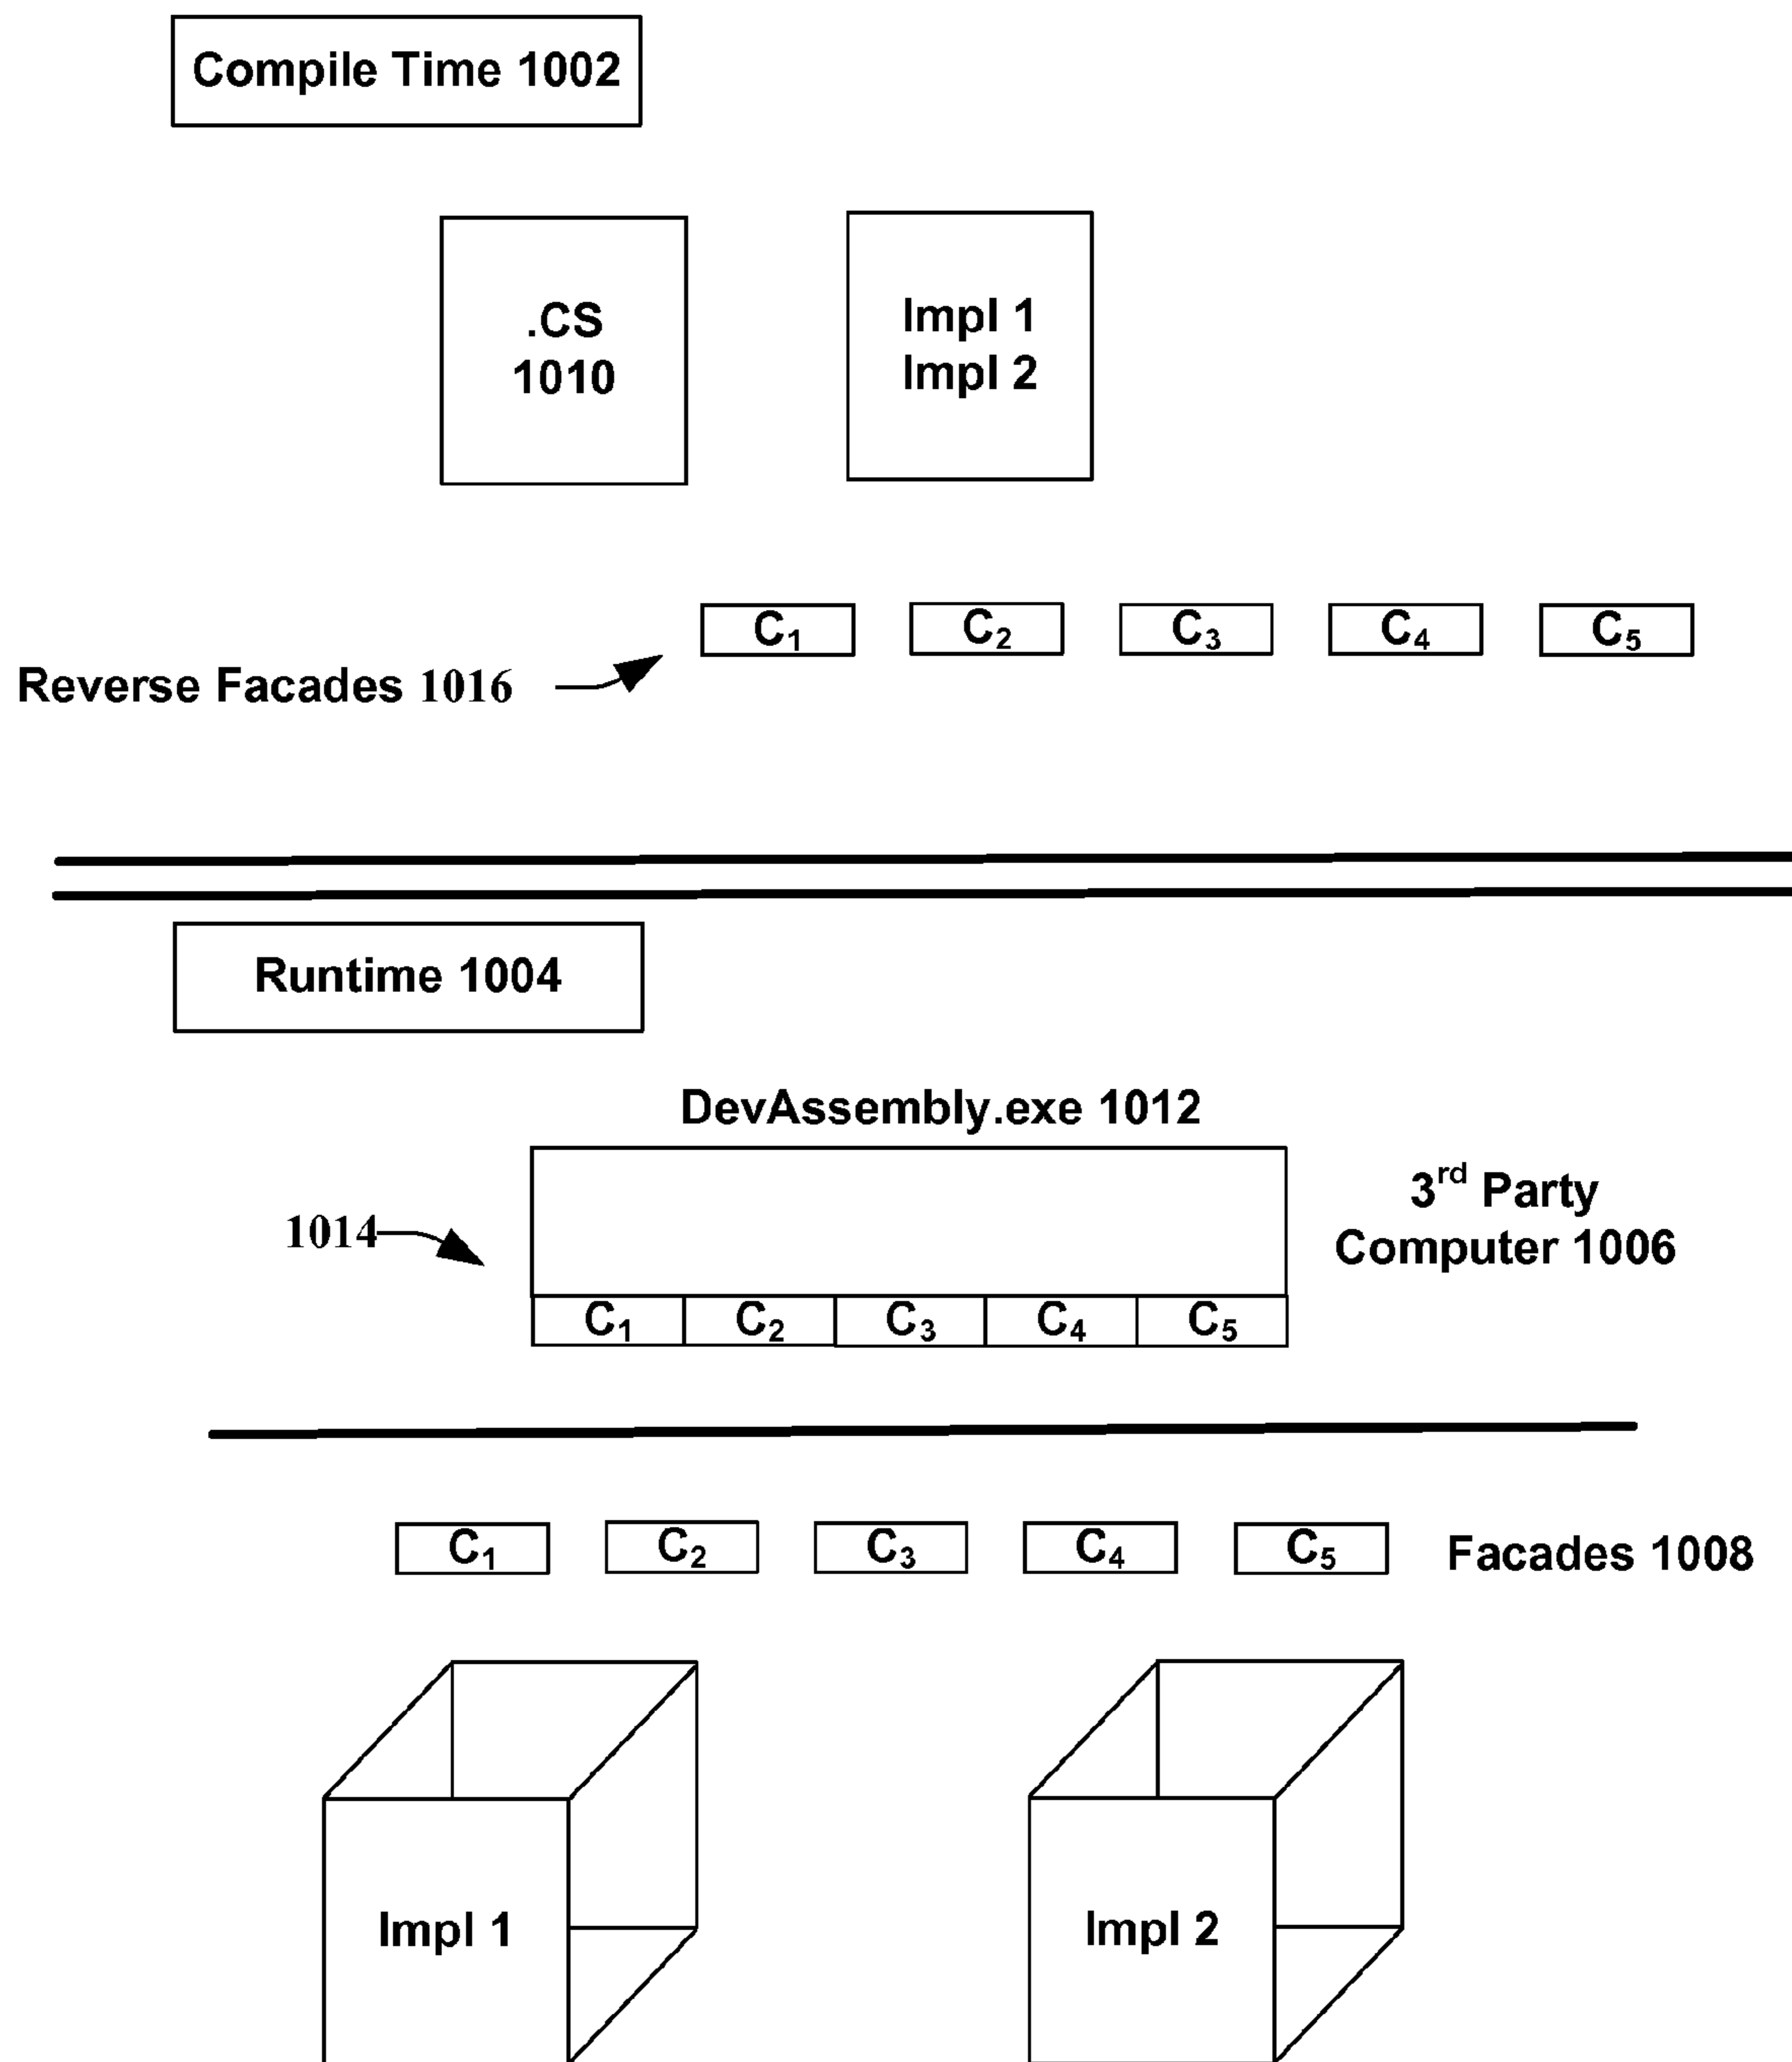 Compile Time 1002
.CS
1010
Impl 1
Impl 2
C₁ C₂ C₃ C₄ C₅
Reverse Facades 1016
Runtime 1004
DevAssembly.exe 1012
3rd Party
Computer 1006
1014
C₁ C₂ C₃ C₄ C₅
C₁ C₂ C₃ C₄ C₅ Facades 1008
Impl 1
Impl 2